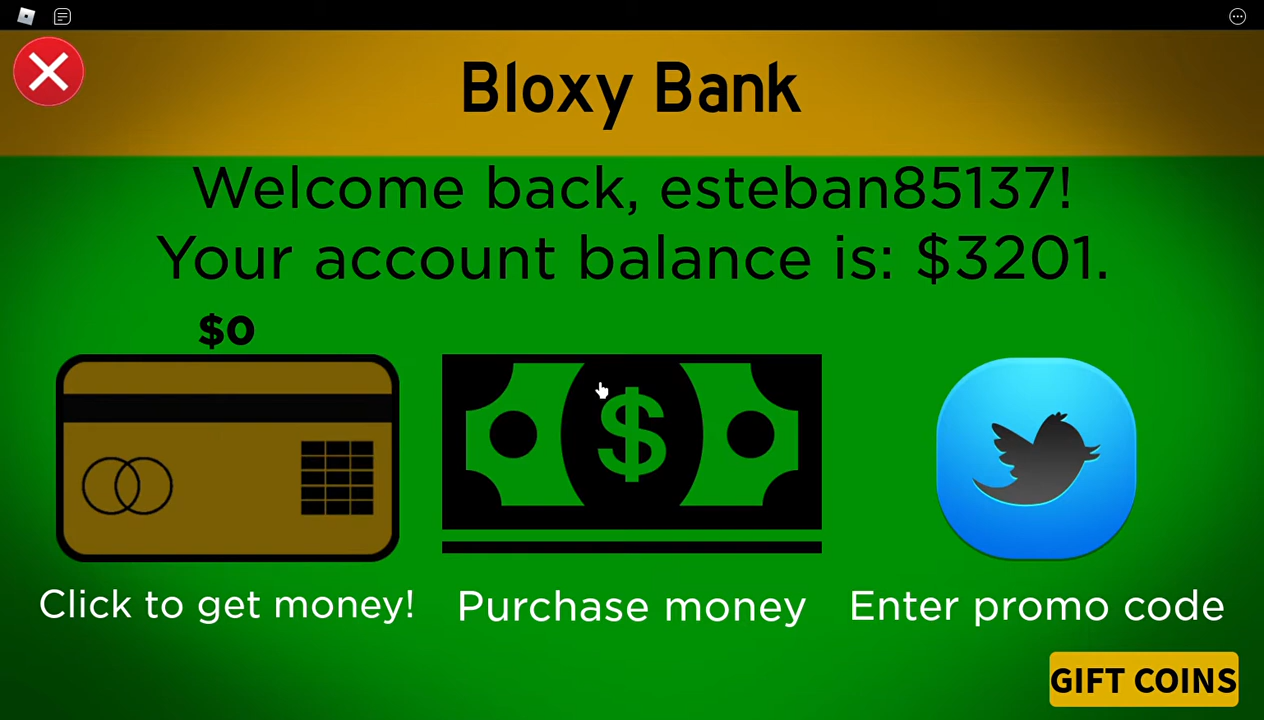 Bloxy Bank
Welcome back, esteban85137!
Your account balance is: $3201.
$0
$
Click to get money!
Purchase money
Enter promo code
GIFT COINS